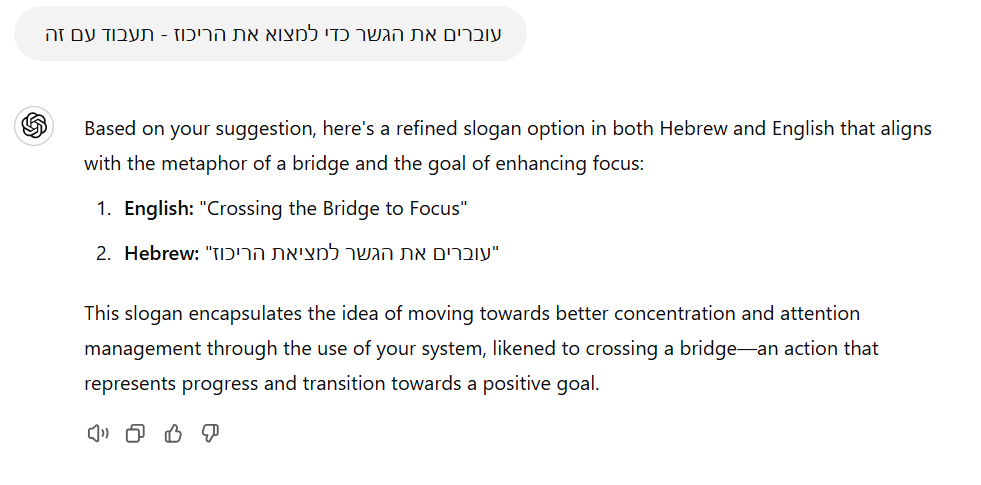 עוברים את הגשר כדי למצוא את הריכוז - תעבוד עם זה
Based on your suggestion, here's a refined slogan option in both Hebrew and English that aligns
with the metaphor of a bridge and the goal of enhancing focus:
1. English: "Crossing the Bridge to Focus"
2. Hebrew: "עוברים את הגשר למציאת הריכוז"
This slogan encapsulates the idea of moving towards better concentration and attention
management through the use of your system, likened to crossing a bridge—an action that
represents progress and transition towards a positive goal.